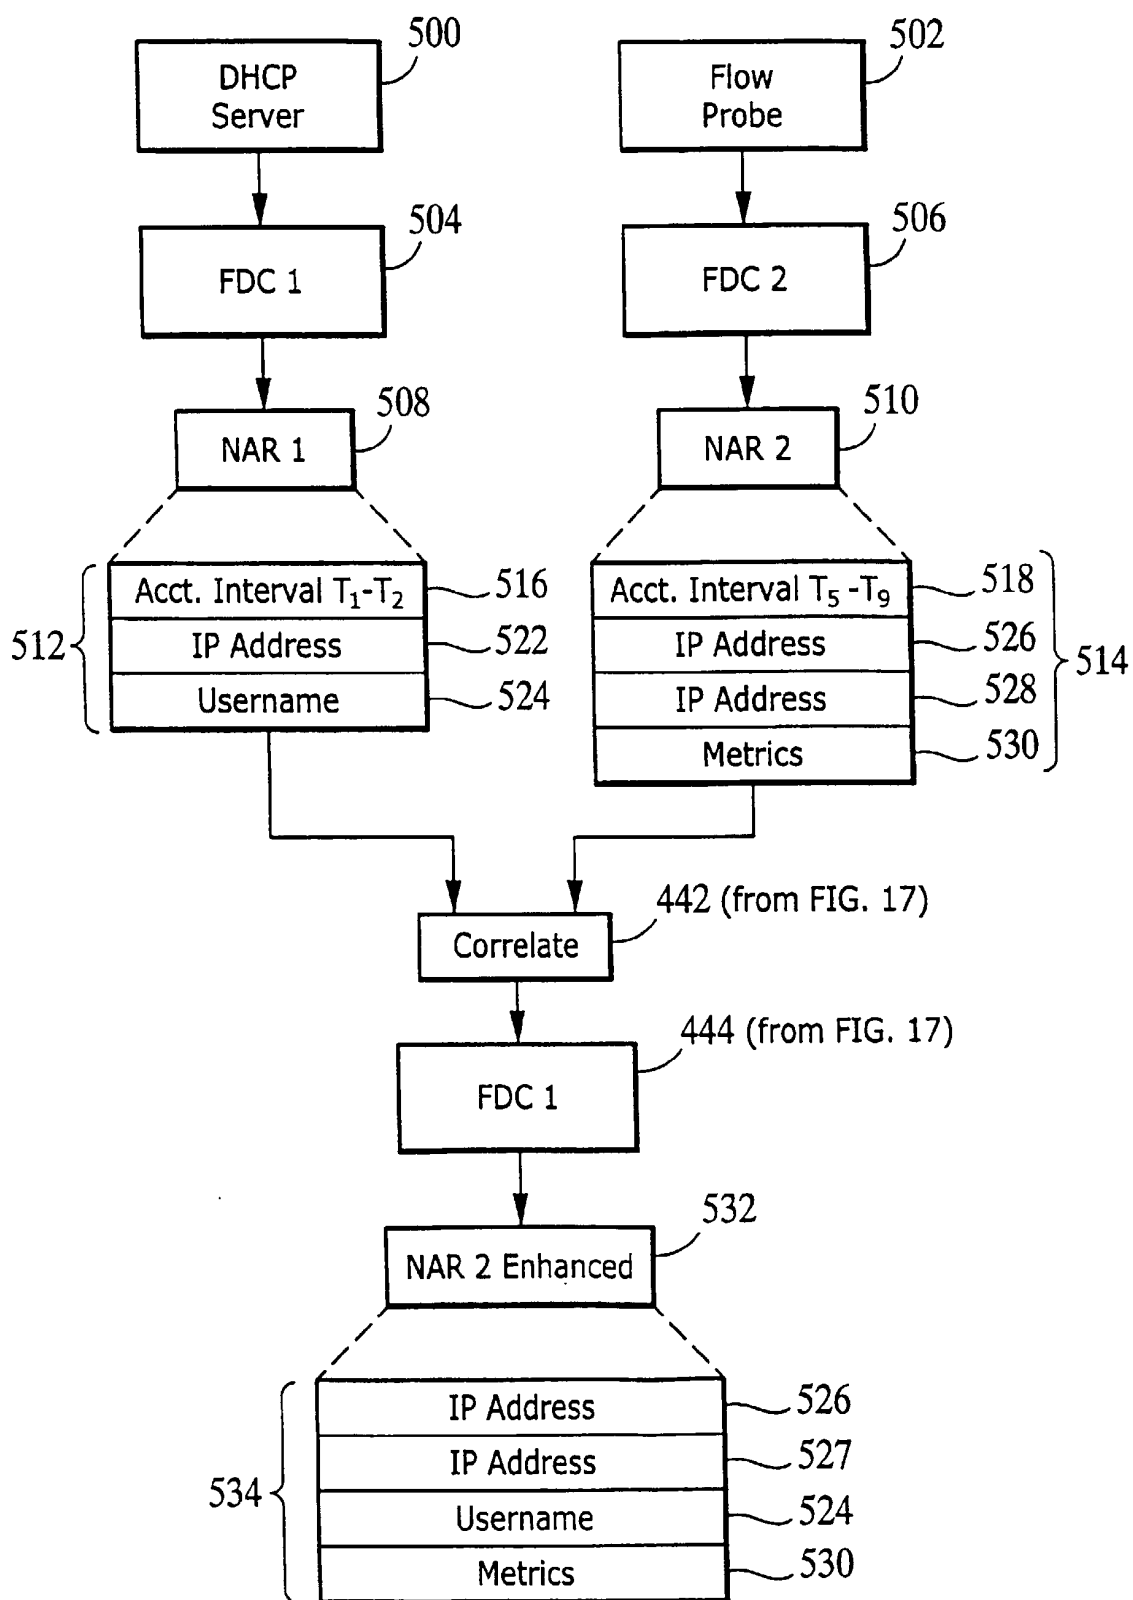 500
502
DHCP
Server
Flow
Probe
504
506
FDC 1
FDC 2
508
510
NAR 1
NAR 2
512
Acct. Interval T₁-T₂
516
IP Address
522
Username
524
Acct. Interval T₅-T₉
518
IP Address
526
IP Address
528
Metrics
530
514
442 (from FIG. 17)
Correlate
444 (from FIG. 17)
FDC 1
532
NAR 2 Enhanced
534
IP Address
526
IP Address
527
Username
524
Metrics
530